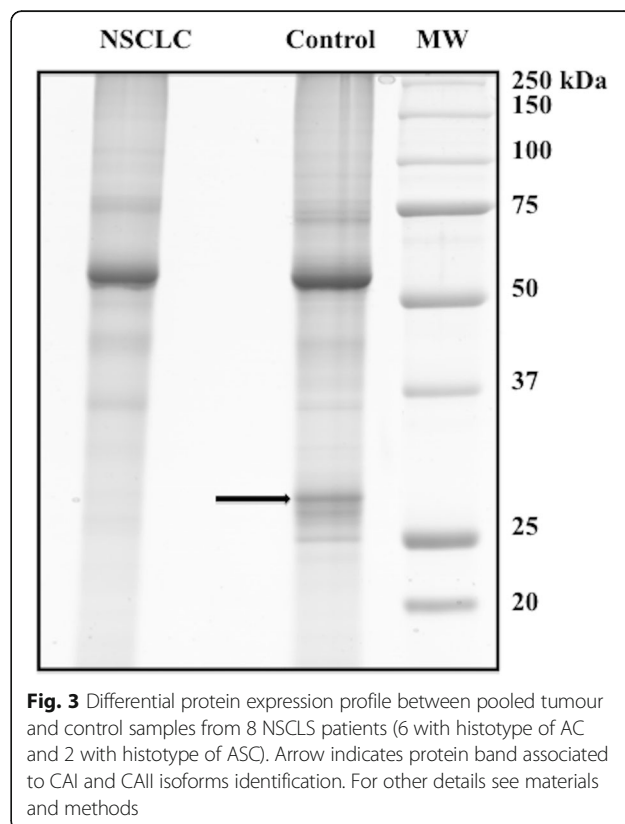 NSCLC Control MW
250 kDa
150
100
75
50
37
25
20
Fig. 3 Differential protein expression profile between pooled tumour
and control samples from 8 NSCLS patients (6 with histotype of AC
and 2 with histotype of ASC). Arrow indicates protein band associated
to CAI and CAII isoforms identification. For other details see materials
and methods